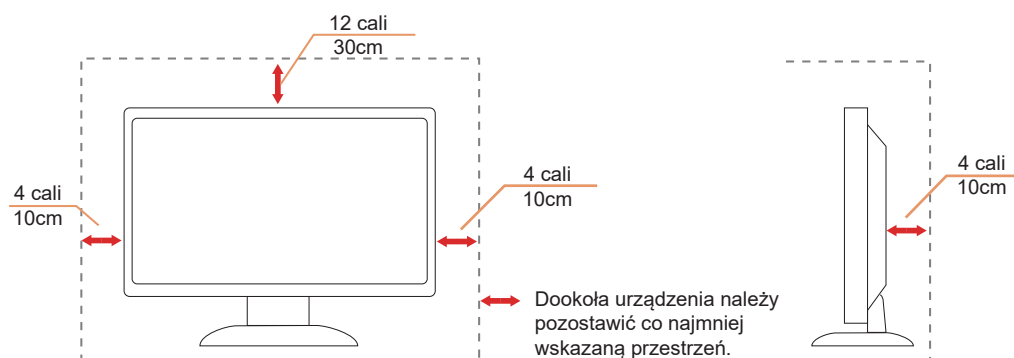 12 cali
30cm
4 cali
10cm
4 cali
10cm
4 cali
10cm
Dookoła urządzenia należy
pozostawić co najmniej
wskazaną przestrzeń.